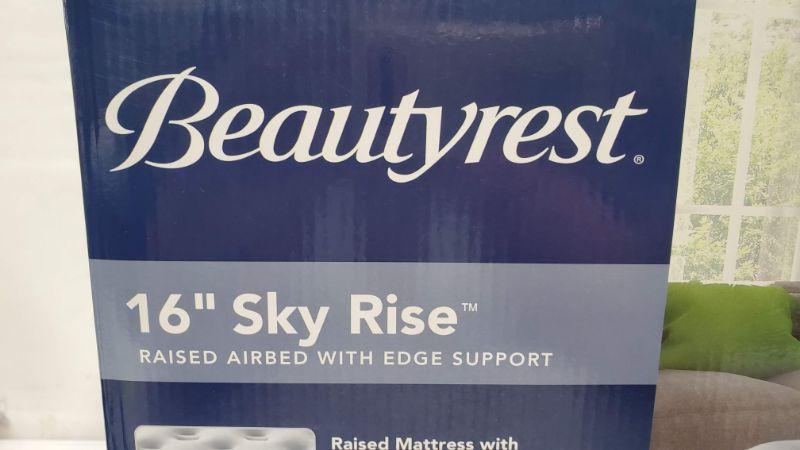 Beautyrest®
16" Sky Rise™
RAISED AIRBED WITH EDGE SUPPORT
Raised Mattress with